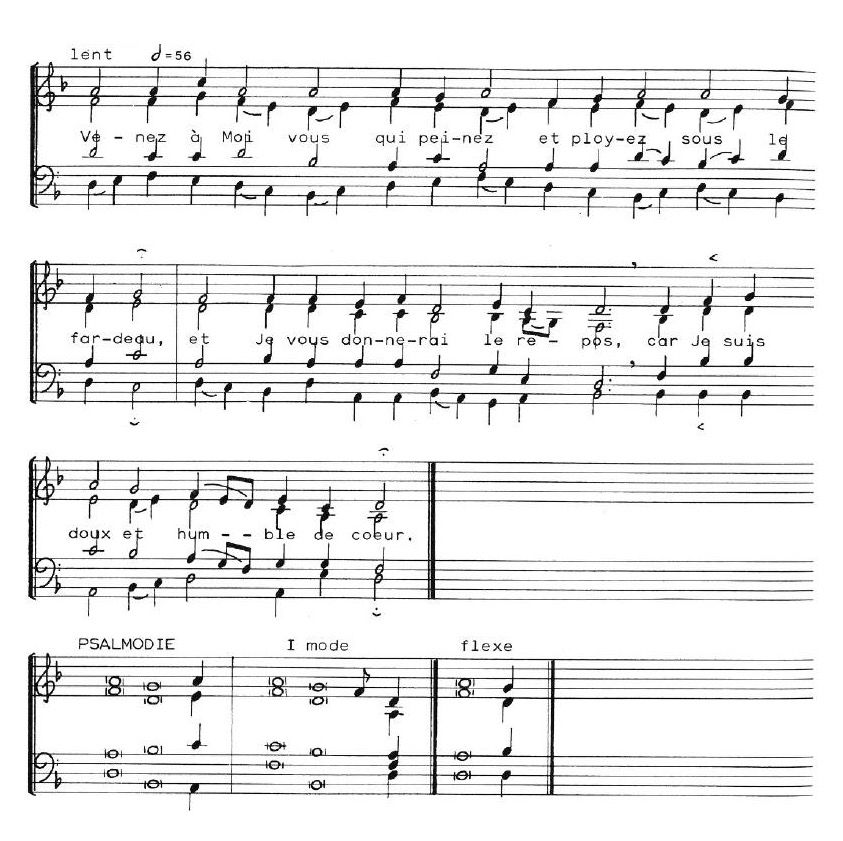 lent = 56
Ve - nez à Moi vous qui pei-nez et ploy-ez sous le
far-deau, et Je vous don-ne-rai le re - pos, car Je suis
doux et hum - - ble de coeur.
PSALMODIE I mode flexe